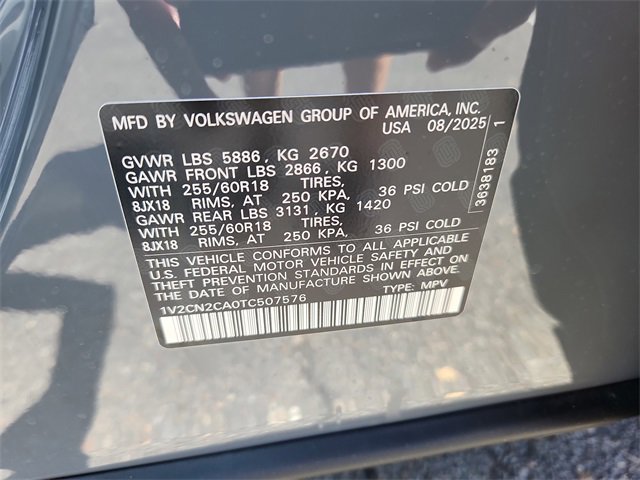 MFD BY VOLKSWAGEN GROUP OF AMERICA, INC.
USA 08/2025
GVWR LBS 5886, KG 2670
GAWR FRONT LBS 2866, KG 1300
WITH 255/60R18 TIRES,
8JX18 RIMS, AT 250 KPA, 36 PSI COLD
GAWR REAR LBS 3131, KG 1420
WITH 255/60R18 TIRES,
8JX18 RIMS, AT 250 KPA, 36 PSI COLD
THIS VEHICLE CONFORMS TO ALL APPLICABLE
U.S. FEDERAL MOTOR VEHICLE SAFETY AND
THEFT PREVENTION STANDARDS IN EFFECT ON
THE DATE OF MANUFACTURE SHOWN ABOVE.
1V2CN2CA0TC507576 TYPE: MPV
3638183 1